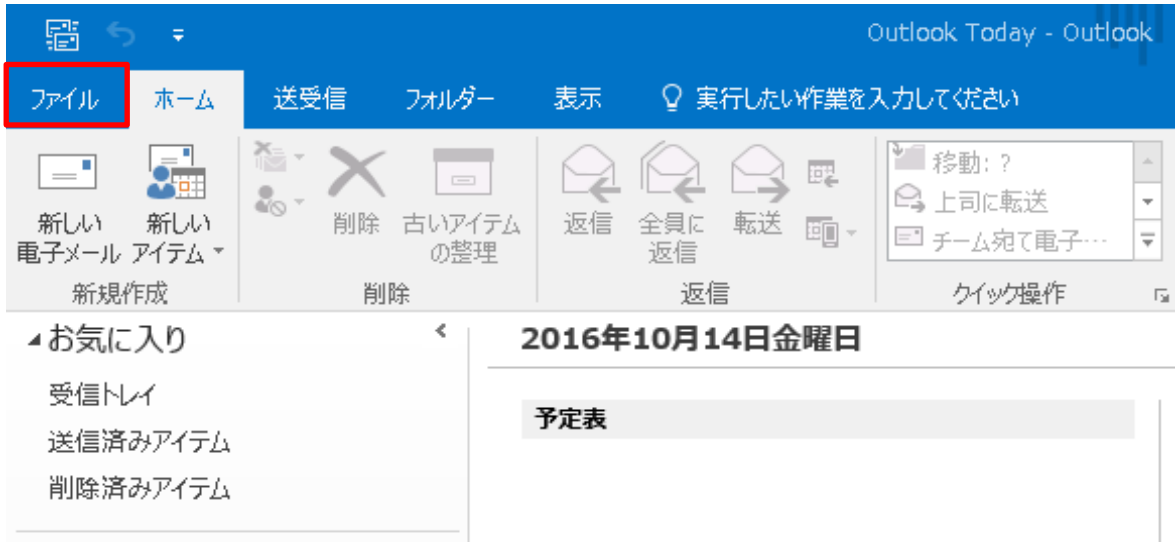 Outlook Today - Outlook
ファイル ホーム 送受信 フォルダー 表示 実行したい作業を入力してください
新しい
電子メール
新しい
アイテム
新規作成
削除
古いアイテム
の整理
削除
返信
全員に
返信
転送
返信
移動: ?
上司に転送
チーム宛て電子…
クイック操作
お気に入り
受信トレイ
送信済みアイテム
削除済みアイテム
2016年10月14日金曜日
予定表